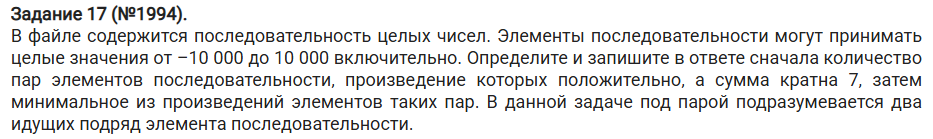 Задание 17 (№1994).
В файле содержится последовательность целых чисел. Элементы последовательности могут принимать
целые значения от –10 000 до 10 000 включительно. Определите и запишите в ответе сначала количество
пар элементов последовательности, произведение которых положительно, а сумма кратна 7, затем
минимальное из произведений элементов таких пар. В данной задаче под парой подразумевается два
идущих подряд элемента последовательности.